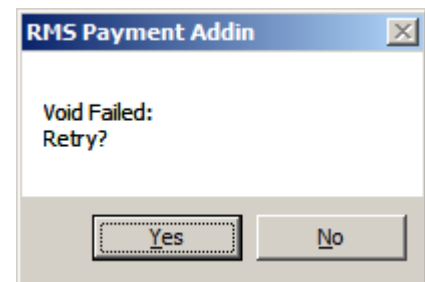 RMS Payment Addin
Void Failed:
Retry?
Yes No